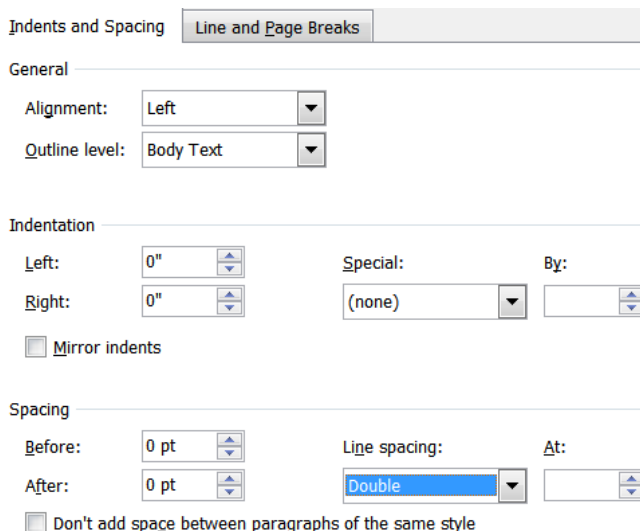 Indents and Spacing Line and Page Breaks
General
Alignment: Left
Outline level: Body Text
Indentation
Left: 0" Special: By:
Right: 0" (none)
Mirror indents
Spacing
Before: 0 pt Line spacing: At:
After: 0 pt Double
Don't add space between paragraphs of the same style